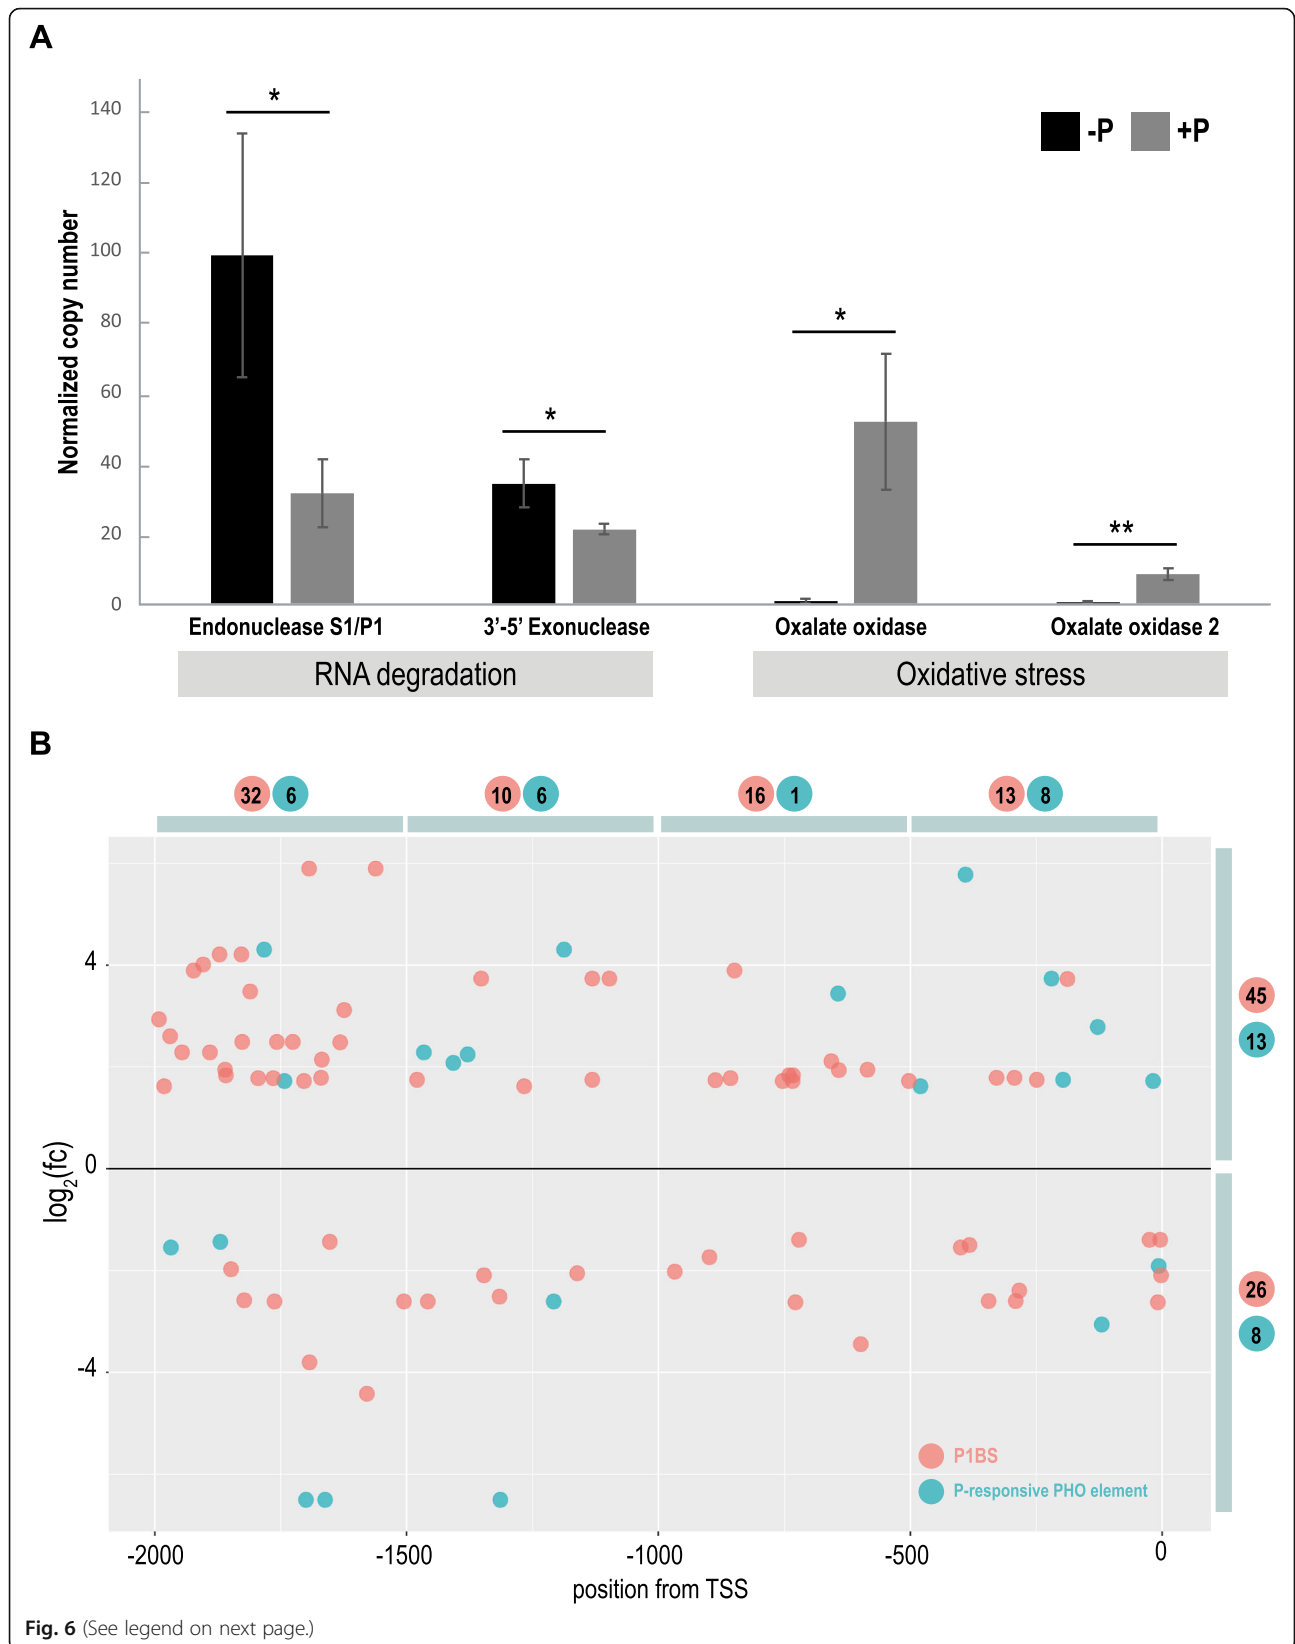 A
*
140
120
100
80
60
40
20
0
Normalized copy number
-P +P
*
*
**
Endonuclease S1/P1 3’-5’ Exonuclease Oxalate oxidase Oxalate oxidase 2
RNA degradation Oxidative stress
B
32 6 10 6 16 1 13 8
4
0
-4
log2(fc)
45
13
26
8
P1BS
P-responsive PHO element
-2000 -1500 -1000 -500 0
position from TSS
Fig. 6 (See legend on next page.)